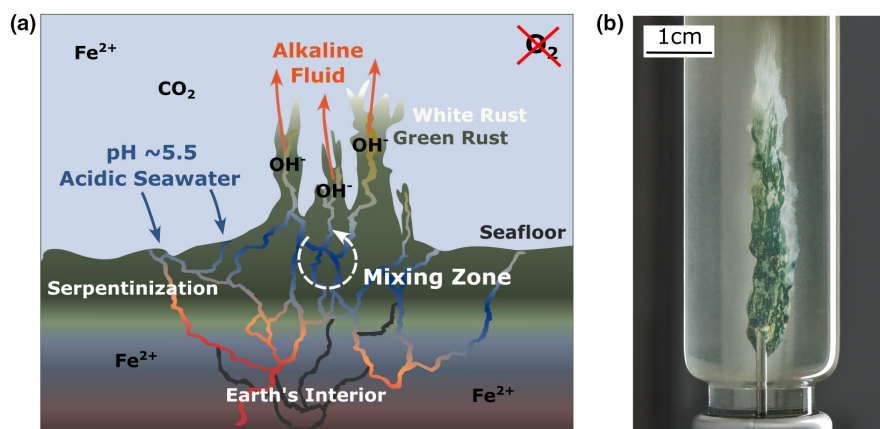 (a)
Fe2+
O2
Alkaline
Fluid
CO2
White Rust
Green Rust
OH-
OH-
OH-
pH ~5.5
Acidic Seawater
Seafloor
Mixing Zone
Serpentinization
Fe2+
Earth's Interior
Fe2+
(b)
1cm